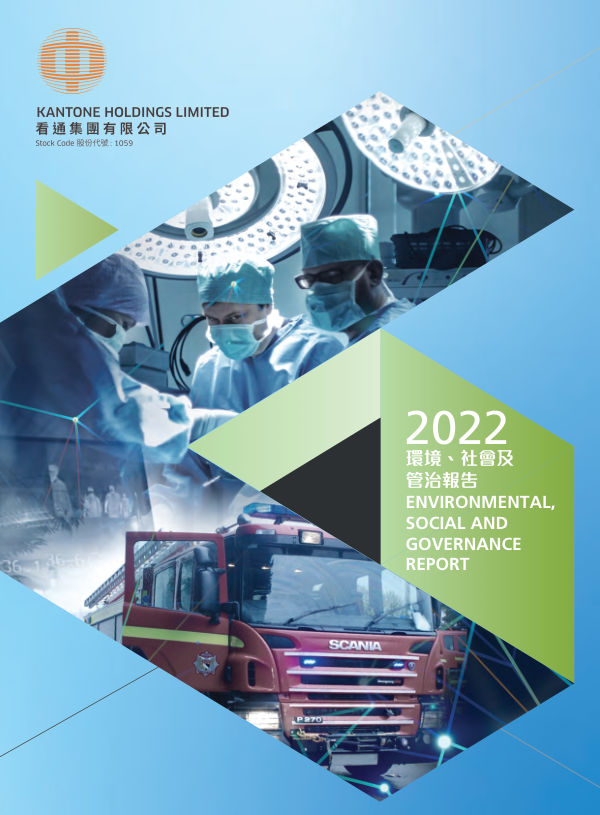 KANTONE HOLDINGS LIMITED
看通集團有限公司
Stock Code 股份代號 : 1059
2022
環境、社會及
管治報告
ENVIRONMENTAL,
SOCIAL AND
GOVERNANCE
REPORT
SCANIA
P 270